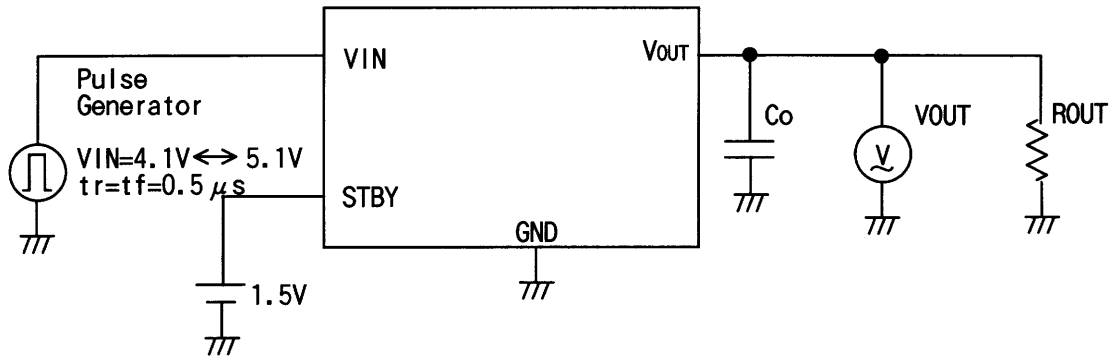 VIN
VOUT
Pulse
Generator
VIN=4.1V↔5.1V
tr=tf=0.5μs
Co
VOUT
ROUT
V
STBY
GND
1.5V